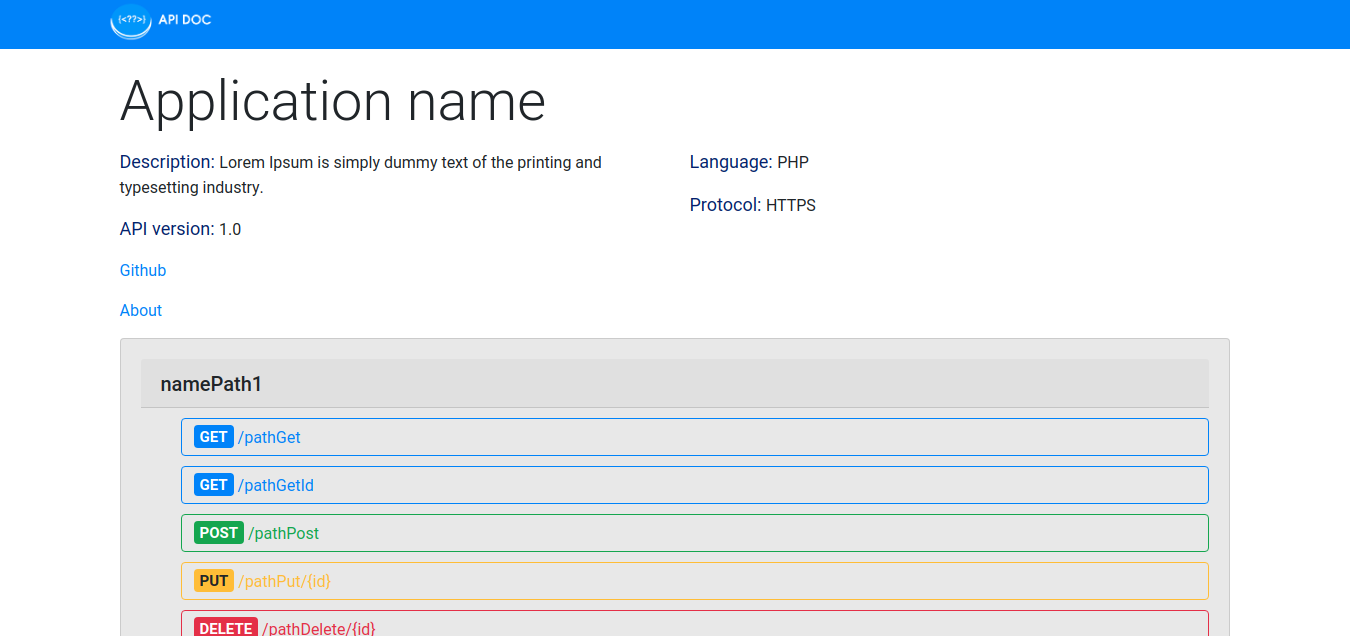 {<??>} API DOC
Application name
Description: Lorem Ipsum is simply dummy text of the printing and
typesetting industry.
API version: 1.0
Github
About
Language: PHP
Protocol: HTTPS
namePath1
GET /pathGet
GET /pathGetId
POST /pathPost
PUT /pathPut/{id}
DELETE /pathDelete/{id}